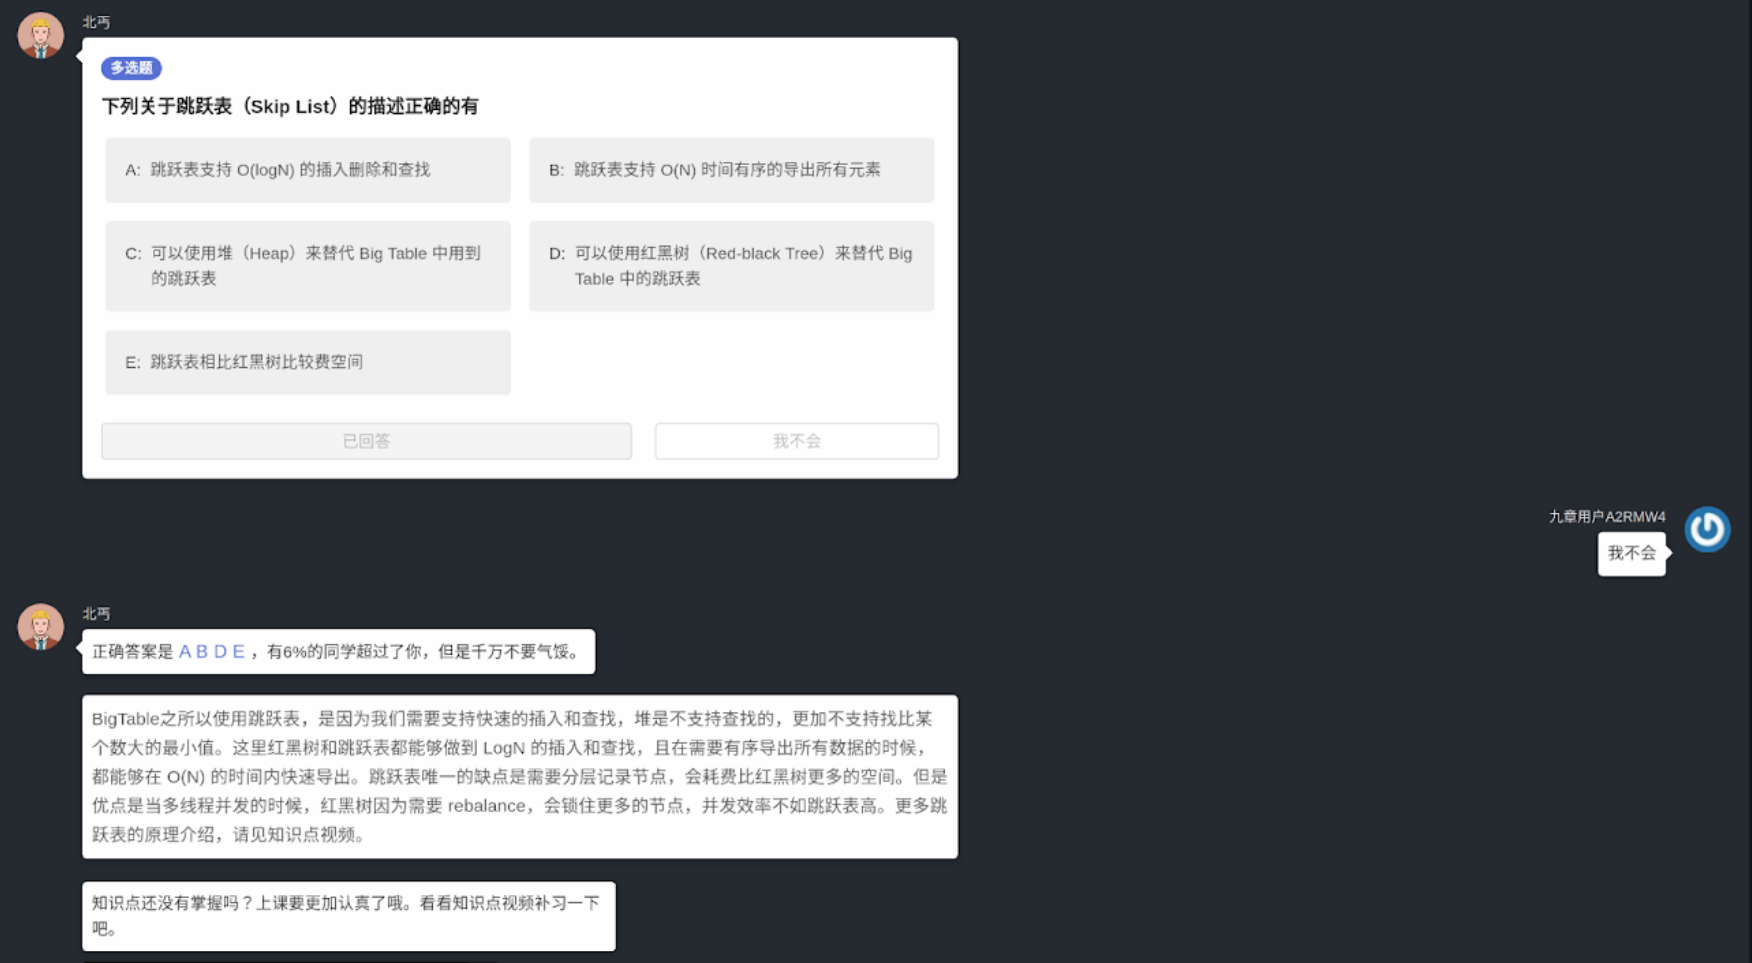 北丐
多选题
下列关于跳跃表（Skip List）的描述正确的有
A: 跳跃表支持 O(logN) 的插入删除和查找
B: 跳跃表支持 O(N) 时间有序的导出所有元素
C: 可以使用堆（Heap）来替代 Big Table 中用到
的跳跃表
D: 可以使用红黑树（Red-black Tree）来替代 Big
Table 中的跳跃表
E: 跳跃表相比红黑树比较费空间
已回答
我不会
九章用户A2RMW4
我不会
北丐
正确答案是 A B D E ，有6%的同学超过了你，但是千万不要气馁。
BigTable之所以使用跳跃表，是因为我们需要支持快速的插入和查找，堆是不支持查找的，更加不支持找比某
个数大的最小值。这里红黑树和跳跃表都能够做到 LogN 的插入和查找，且在需要有序导出所有数据的时候，
都能够在 O(N) 的时间内快速导出。跳跃表唯一的缺点是需要分层记录节点，会耗费比红黑树更多的空间。但是
优点是当多线程并发的时候，红黑树因为需要 rebalance，会锁住更多的节点，并发效率不如跳跃表高。更多跳
跃表的原理介绍，请见知识点视频。
知识点还没有掌握吗？上课要更加认真了哦。看看知识点视频补习一下
吧。